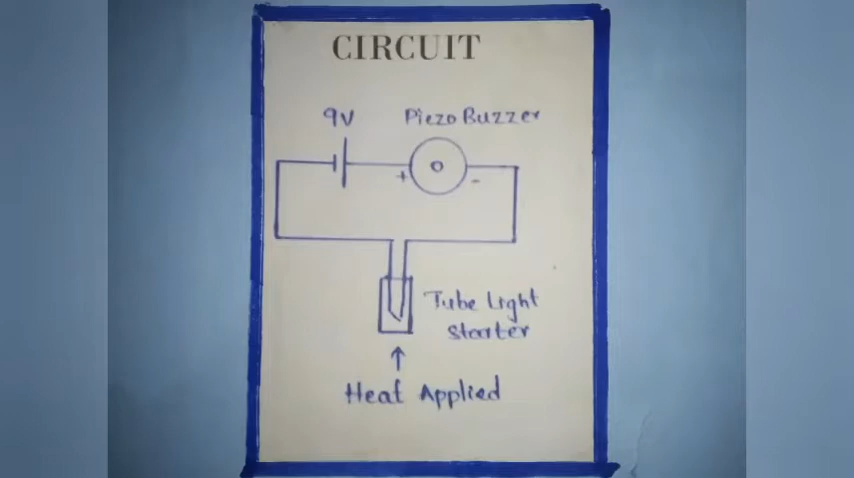 CIRCUIT
9V Piezo Buzzer
+ -
Tube Light
Starter
Heat Applied